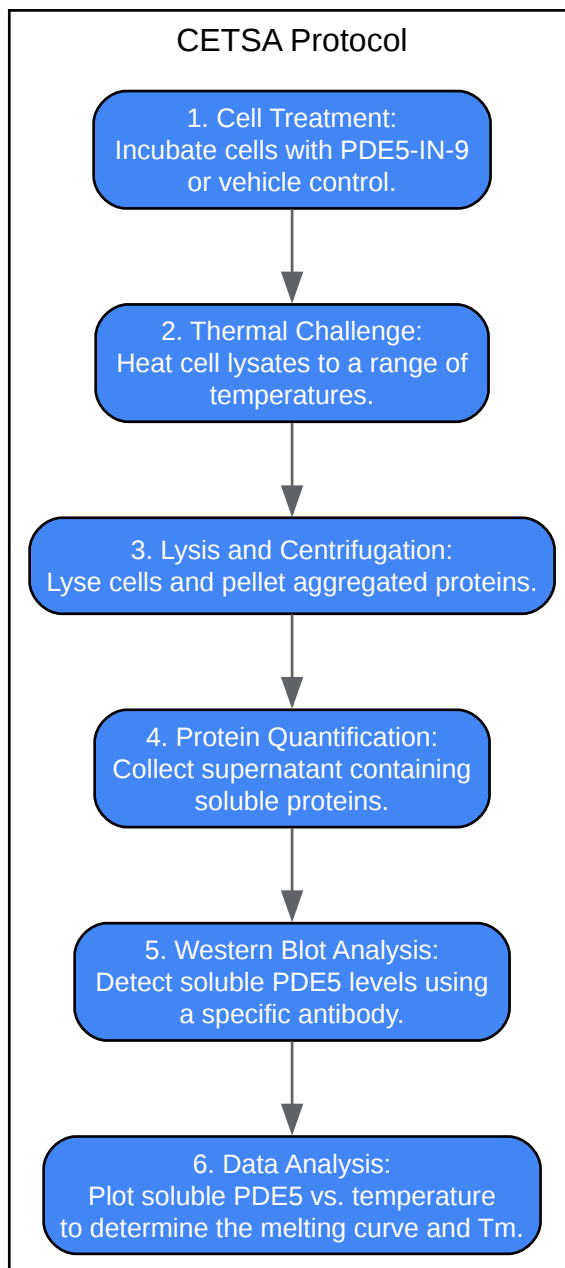 CETSA Protocol
1. Cell Treatment:
Incubate cells with PDE5-IN-9
or vehicle control.
2. Thermal Challenge:
Heat cell lysates to a range of
temperatures.
3. Lysis and Centrifugation:
Lyse cells and pellet aggregated proteins.
4. Protein Quantification:
Collect supernatant containing
soluble proteins.
5. Western Blot Analysis:
Detect soluble PDE5 levels using
a specific antibody.
6. Data Analysis:
Plot soluble PDE5 vs. temperature
to determine the melting curve and Tm.